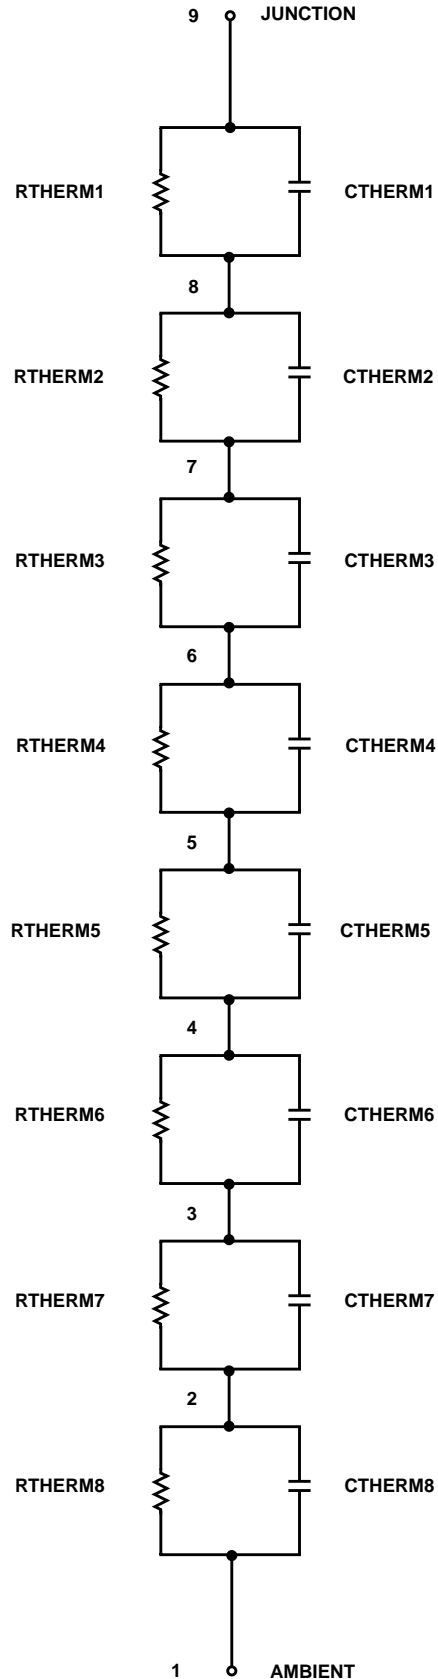 9 JUNCTION
RTHERM1 CTHERM1
8
RTHERM2 CTHERM2
7
RTHERM3 CTHERM3
6
RTHERM4 CTHERM4
5
RTHERM5 CTHERM5
4
RTHERM6 CTHERM6
3
RTHERM7 CTHERM7
2
RTHERM8 CTHERM8
1 AMBIENT